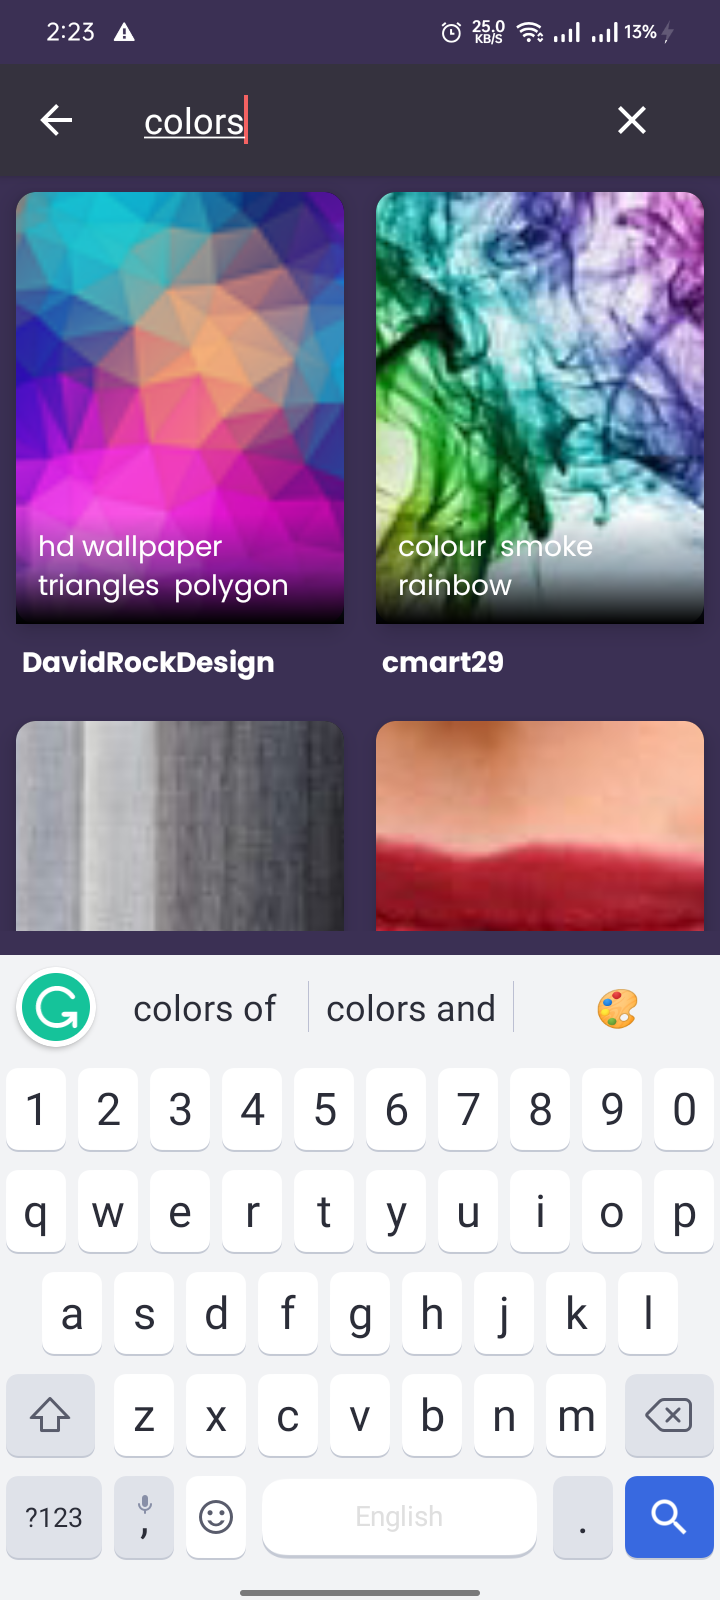 2:23 25.0 KB/S 13%
colors
hd wallpaper
triangles polygon
colour smoke
rainbow
DavidRockDesign
cmart29
colors of colors and
1 2 3 4 5 6 7 8 9 0
q w e r t y u i o p
a s d f g h j k l
z x c v b n m
?123 , English .